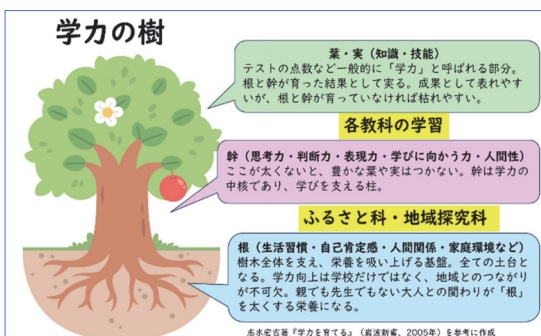 学力の樹
葉・実（知識・技能）
テストの点数など一般的に「学力」と呼ばれる部分。
根と幹が育った結果として実る。成果として表れやす
いが、根と幹が育っていなければ枯れやすい。
各教科の学習
幹（思考力・判断力・表現力・学びに向かう力・人間性）
ここが太くないと、豊かな葉や実はつかない。幹は学力の
中核であり、学びを支える柱。
ふるさと科・地域探究科
根（生活習慣・自己肯定感・人間関係・家庭環境など）
樹木全体を支え、栄養を吸い上げる基盤。全ての土台と
なる。学力向上は学校だけではなく、地域とのつながり
が不可欠。親でも先生でもない大人との関わりが「根」
を太くする栄養になる。
志水宏吉著『学力を育てる』（岩波新書、2005年）を参考に作成